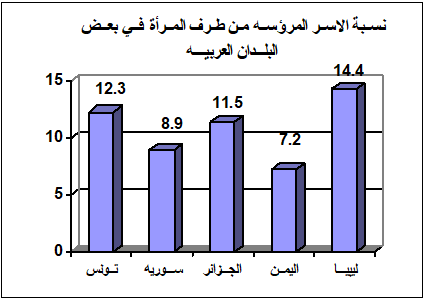 نسبة الاسر المرؤسه من طرف المرأة في بعض
البلدان العربيه
15
10
5
0
12.3
8.9
11.5
7.2
14.4
تونس
سوريه
الجزائر
اليمن
ليبيا